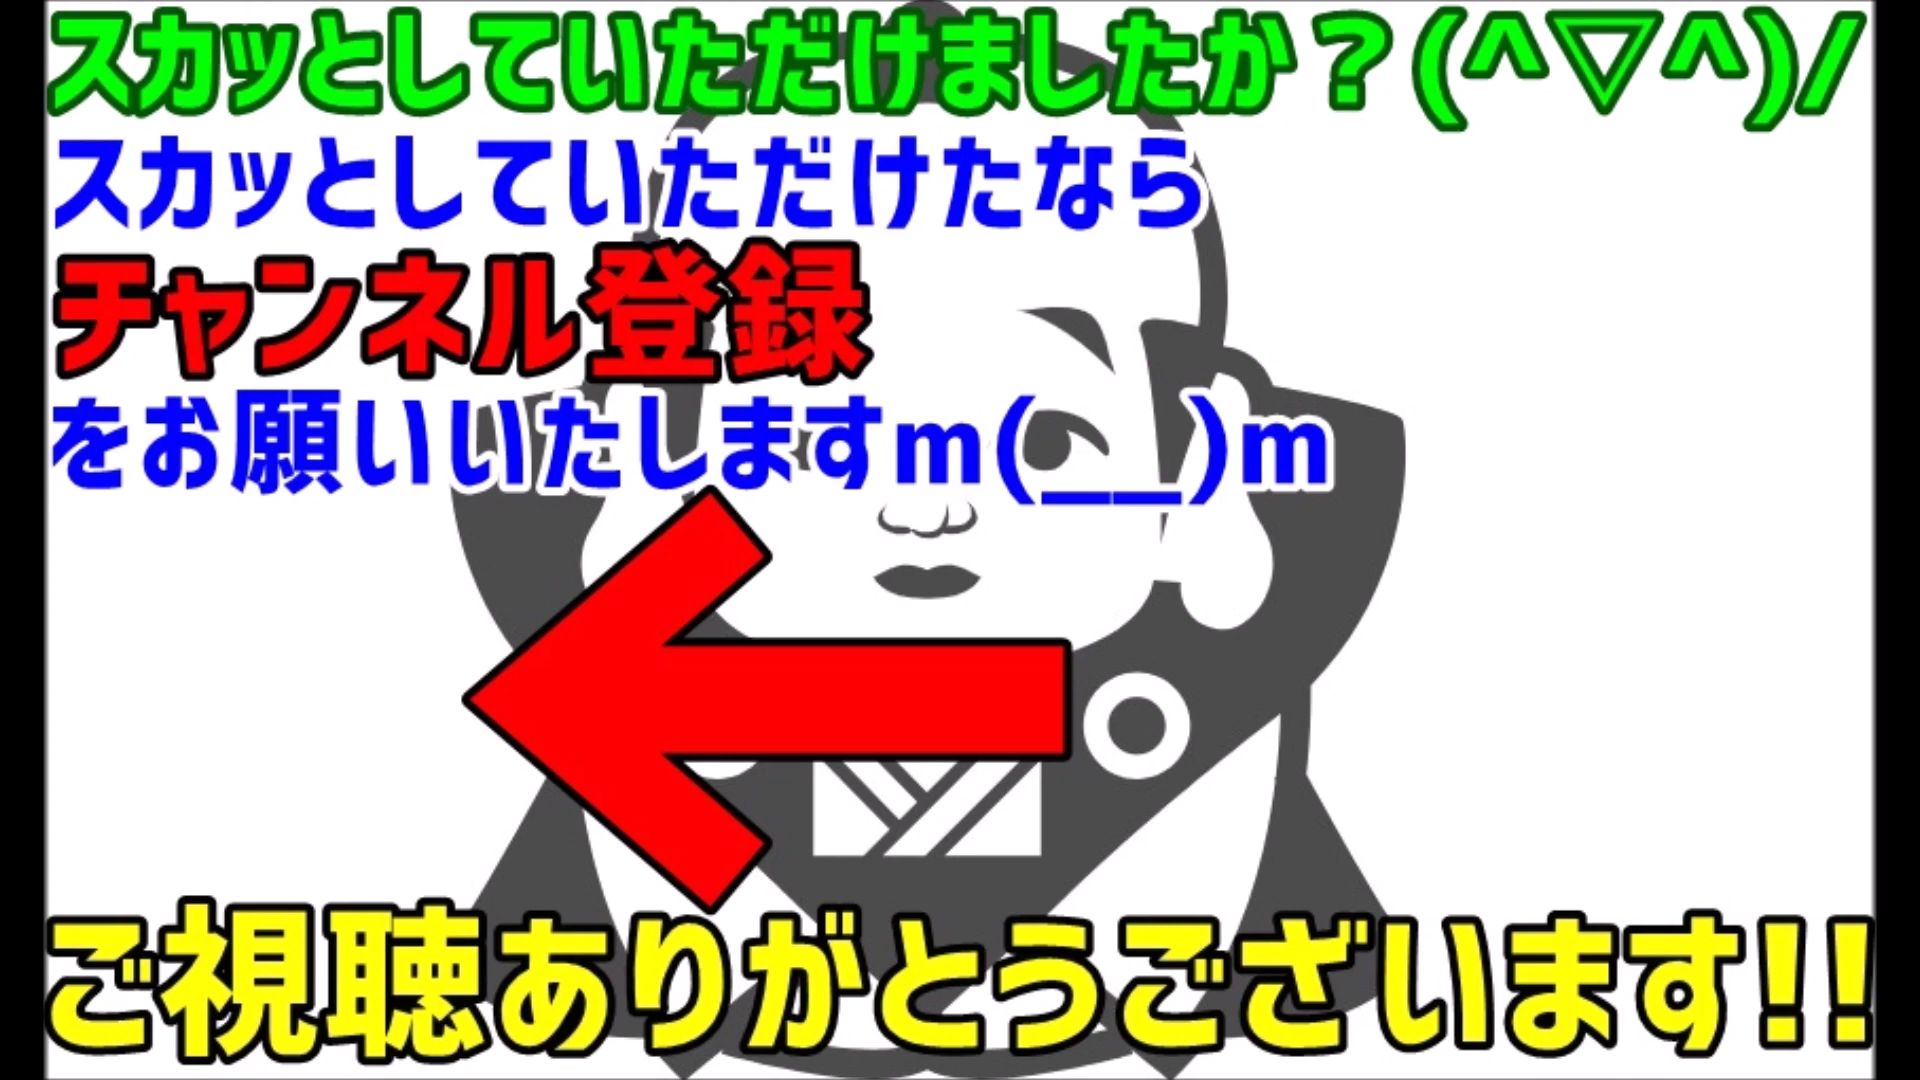 スカッとしていただけましたか？(^▽^)/
スカッとしていただけたなら
チャンネル登録
をお願いいたしますm(__)m
ご視聴ありがとうございます!!